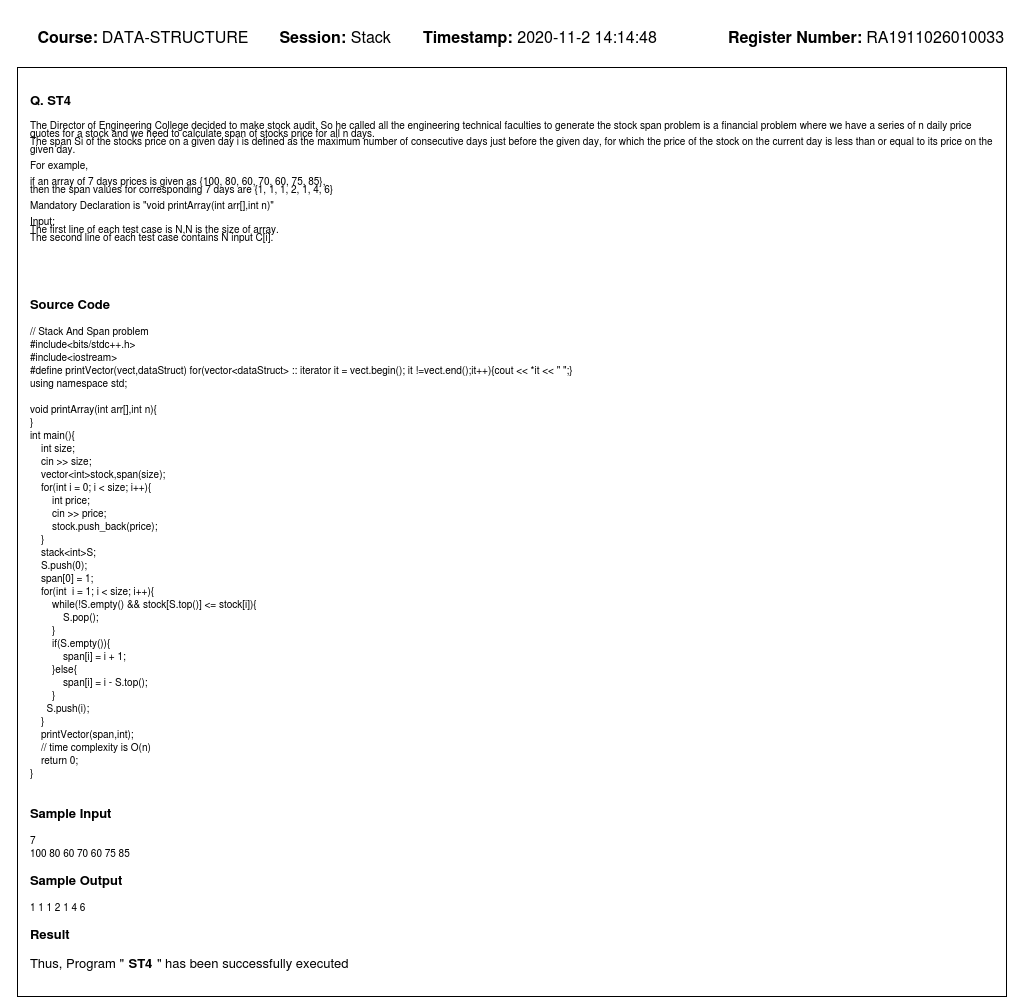 Course: DATA-STRUCTURE Session: Stack Timestamp: 2020-11-2 14:14:48 Register Number: RA1911026010033
Q. ST4
The Director of Engineering College decided to make stock audit, So he called all the engineering technical faculties to generate the stock span problem is a financial problem where we have a series of n daily price
quotes for a stock and we need to calculate span of stocks price for all n days.
The span Si of the stocks price on a given day i is defined as the maximum number of consecutive days just before the given day, for which the price of the stock on the current day is less than or equal to its price on the
given day.
For example,
if an array of 7 days prices is given as {100, 80, 60, 70, 60, 75, 85},
then the span values for corresponding 7 days are {1, 1, 1, 2, 1, 4, 6}
Mandatory Declaration is "void printArray(int arr[],int n)"
Input:
The first line of each test case is N,N is the size of array.
The second line of each test case contains N input C[i].
Source Code
// Stack And Span problem
#include<bits/stdc++.h>
#include<iostream>
#define printVector(vect,dataStruct) for(vector<dataStruct> :: iterator it = vect.begin(); it !=vect.end();it++){cout << *it << " ";}
using namespace std;
void printArray(int arr[],int n){
}
int main(){
int size;
cin >> size;
vector<int>stock,span(size);
for(int i = 0; i < size; i++){
int price;
cin >> price;
stock.push_back(price);
}
stack<int>S;
S.push(0);
span[0] = 1;
for(int  i = 1; i < size; i++){
while(!S.empty() && stock[S.top()] <= stock[i]){
S.pop();
}
if(S.empty()){
span[i] = i + 1;
}else{
span[i] = i - S.top();
}
S.push(i);
}
printVector(span,int);
// time complexity is O(n)
return 0;
}
Sample Input
7
100 80 60 70 60 75 85
Sample Output
1 1 1 2 1 4 6
Result
Thus, Program " ST4 " has been successfully executed